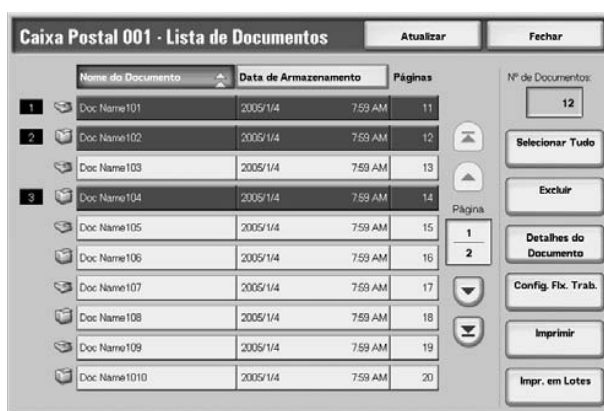 Caixa Postal 001 - Lista de Documentos
Atualizar
Fechar
Nome do Documento
Data de Armazenamento
Páginas
Nº de Documentos:
12
1 Doc Name101 2005/1/4 7:59 AM 11
2 Doc Name102 2005/1/4 7:59 AM 12
Doc Name103 2005/1/4 7:59 AM 13
3 Doc Name104 2005/1/4 7:59 AM 14
Doc Name105 2005/1/4 7:59 AM 15
Doc Name106 2005/1/4 7:59 AM 16
Doc Name107 2005/1/4 7:59 AM 17
Doc Name108 2005/1/4 7:59 AM 18
Doc Name109 2005/1/4 7:59 AM 19
Doc Name1010 2005/1/4 7:59 AM 20
Página
1
2
Selecionar Tudo
Excluir
Detalhes do
Documento
Config. Flx. Trab.
Imprimir
Impr. em Lotes